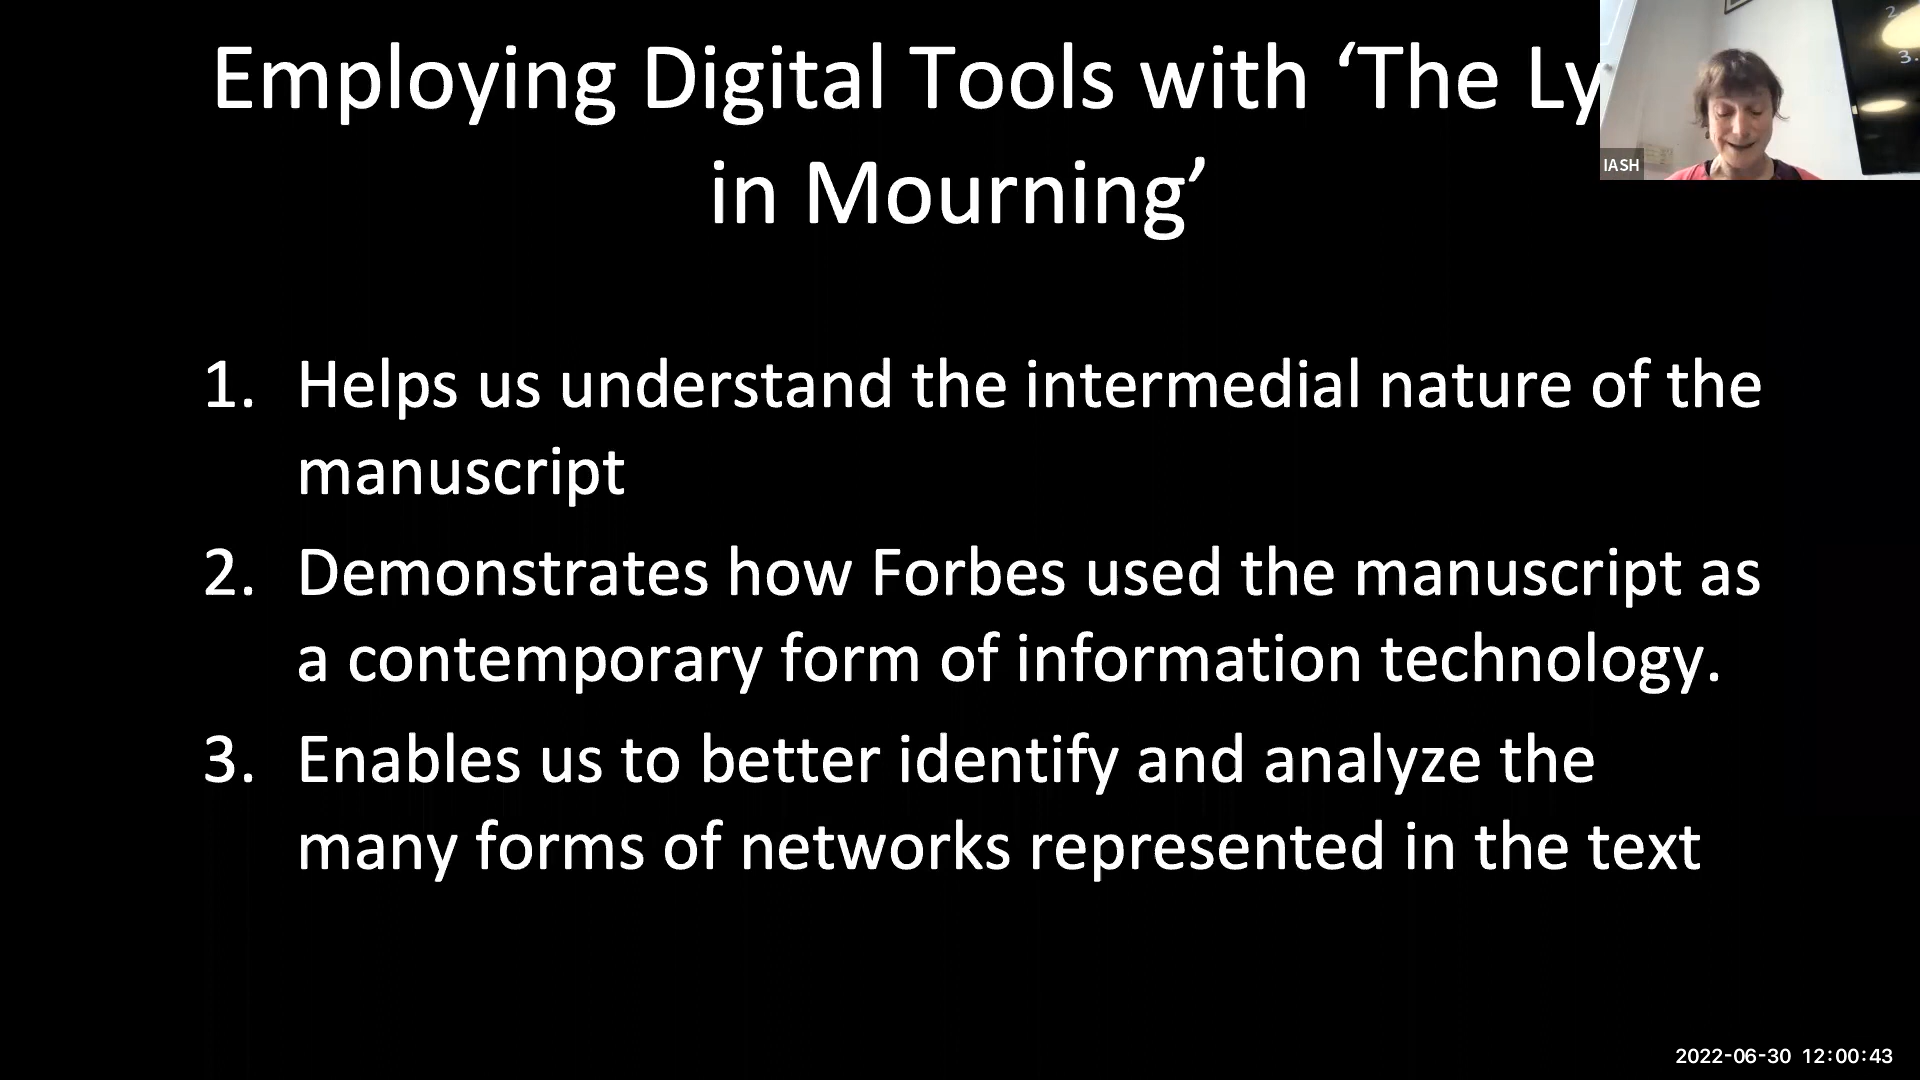 Employing Digital Tools with ‘The Ly
in Mourning’
IASH
2.
3.
1. Helps us understand the intermedial nature of the
manuscript
2. Demonstrates how Forbes used the manuscript as
a contemporary form of information technology.
3. Enables us to better identify and analyze the
many forms of networks represented in the text
2022-06-30 12:00:43